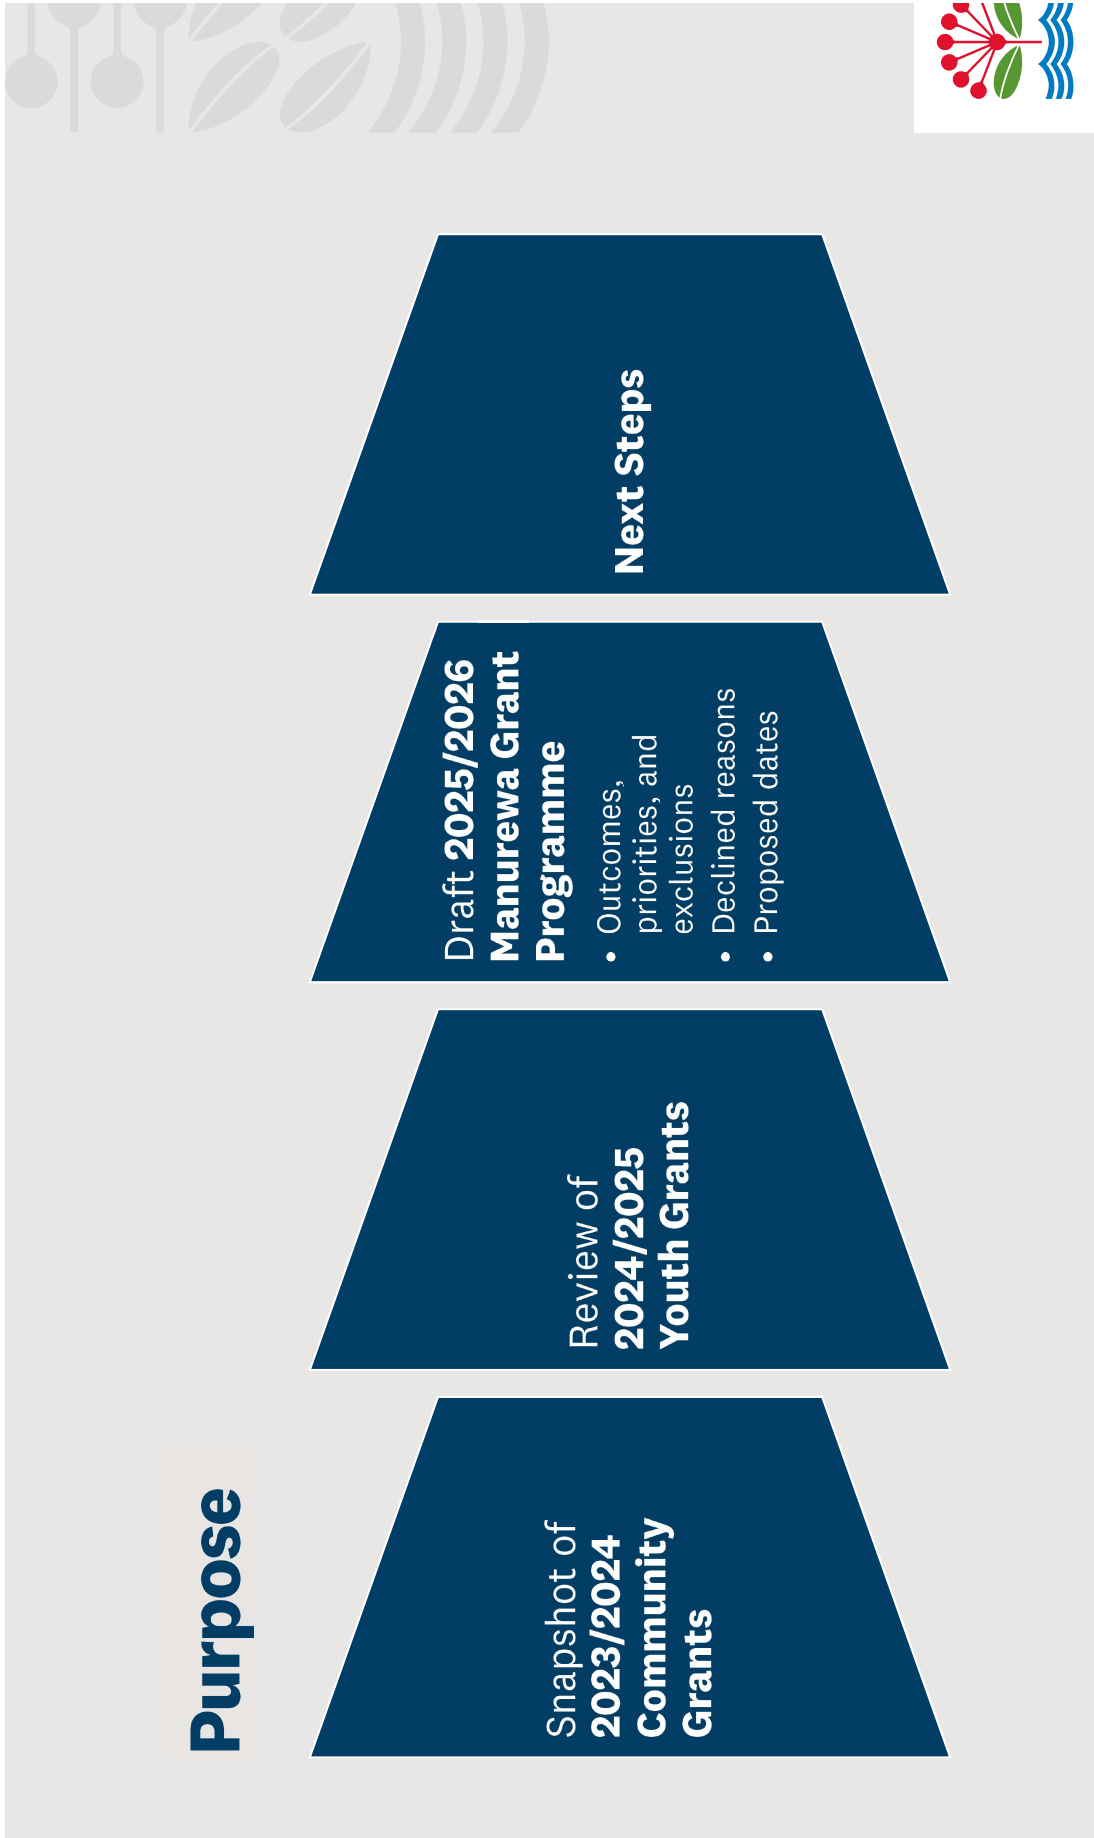 Purpose
Snapshot of
2023/2024
Community
Grants
Review of
2024/2025
Youth Grants
Draft 2025/2026
Manurewa Grant
Programme
• Outcomes,
priorities, and
exclusions
• Declined reasons
• Proposed dates
Next Steps